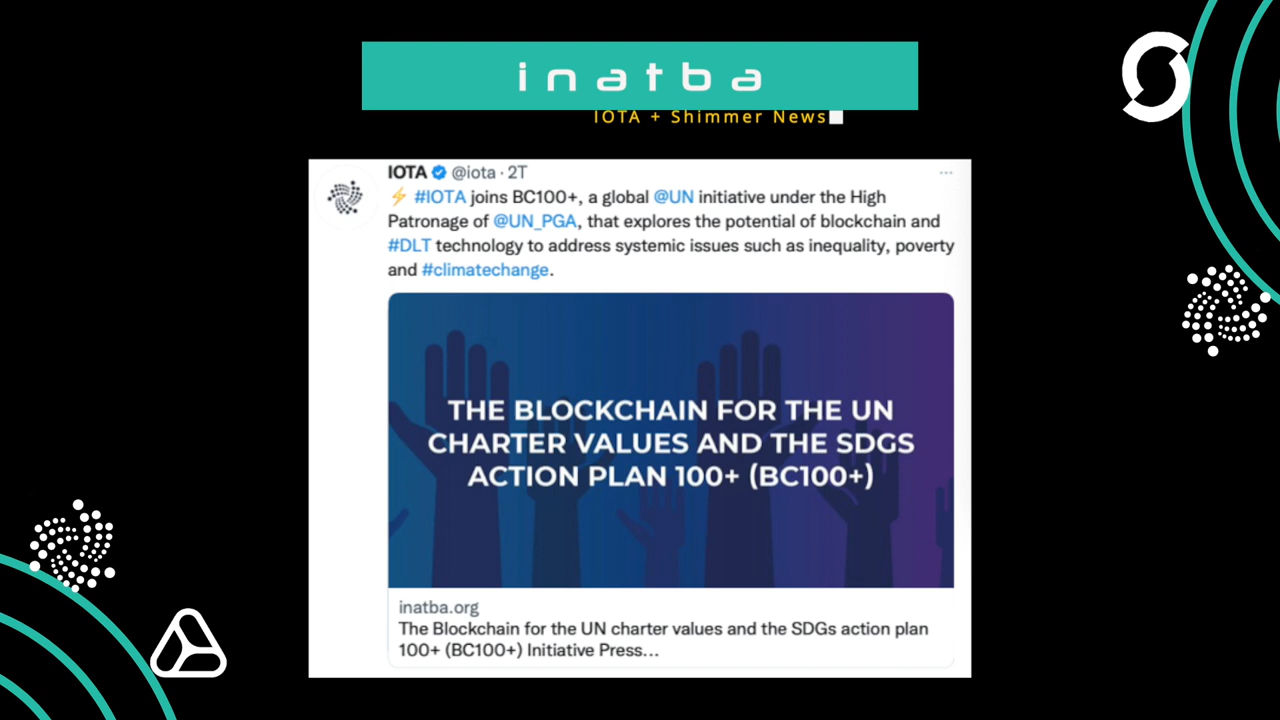 inatba
IOTA + Shimmer News
IOTA @iota · 2T
⚡ #IOTA joins BC100+, a global @UN initiative under the High
Patronage of @UN_PGA, that explores the potential of blockchain and
#DLT technology to address systemic issues such as inequality, poverty
and #climatechange.
THE BLOCKCHAIN FOR THE UN
CHARTER VALUES AND THE SDGS
ACTION PLAN 100+ (BC100+)
inatba.org
The Blockchain for the UN charter values and the SDGs action plan
100+ (BC100+) Initiative Press...